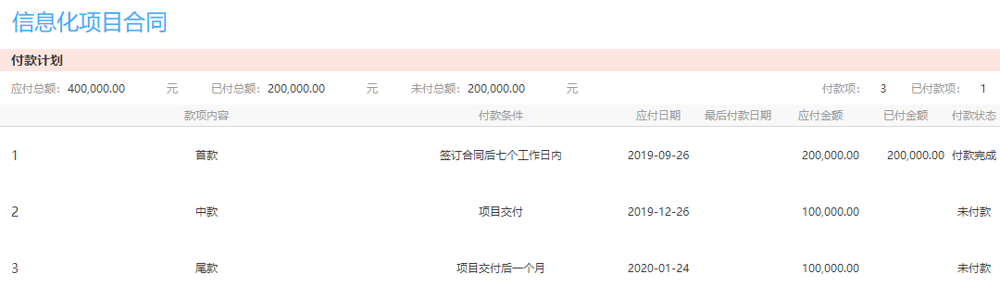 信息化项目合同
付款计划
应付总额： 400,000.00 元 已付总额： 200,000.00 元 未付总额： 200,000.00 元 付款项： 3 已付款项： 1
款项内容 付款条件 应付日期 最后付款日期 应付金额 已付金额 付款状态
1 首款 签订合同后七个工作日内 2019-09-26 200,000.00 200,000.00 付款完成
2 中款 项目交付 2019-12-26 100,000.00 未付款
3 尾款 项目交付后一个月 2020-01-24 100,000.00 未付款